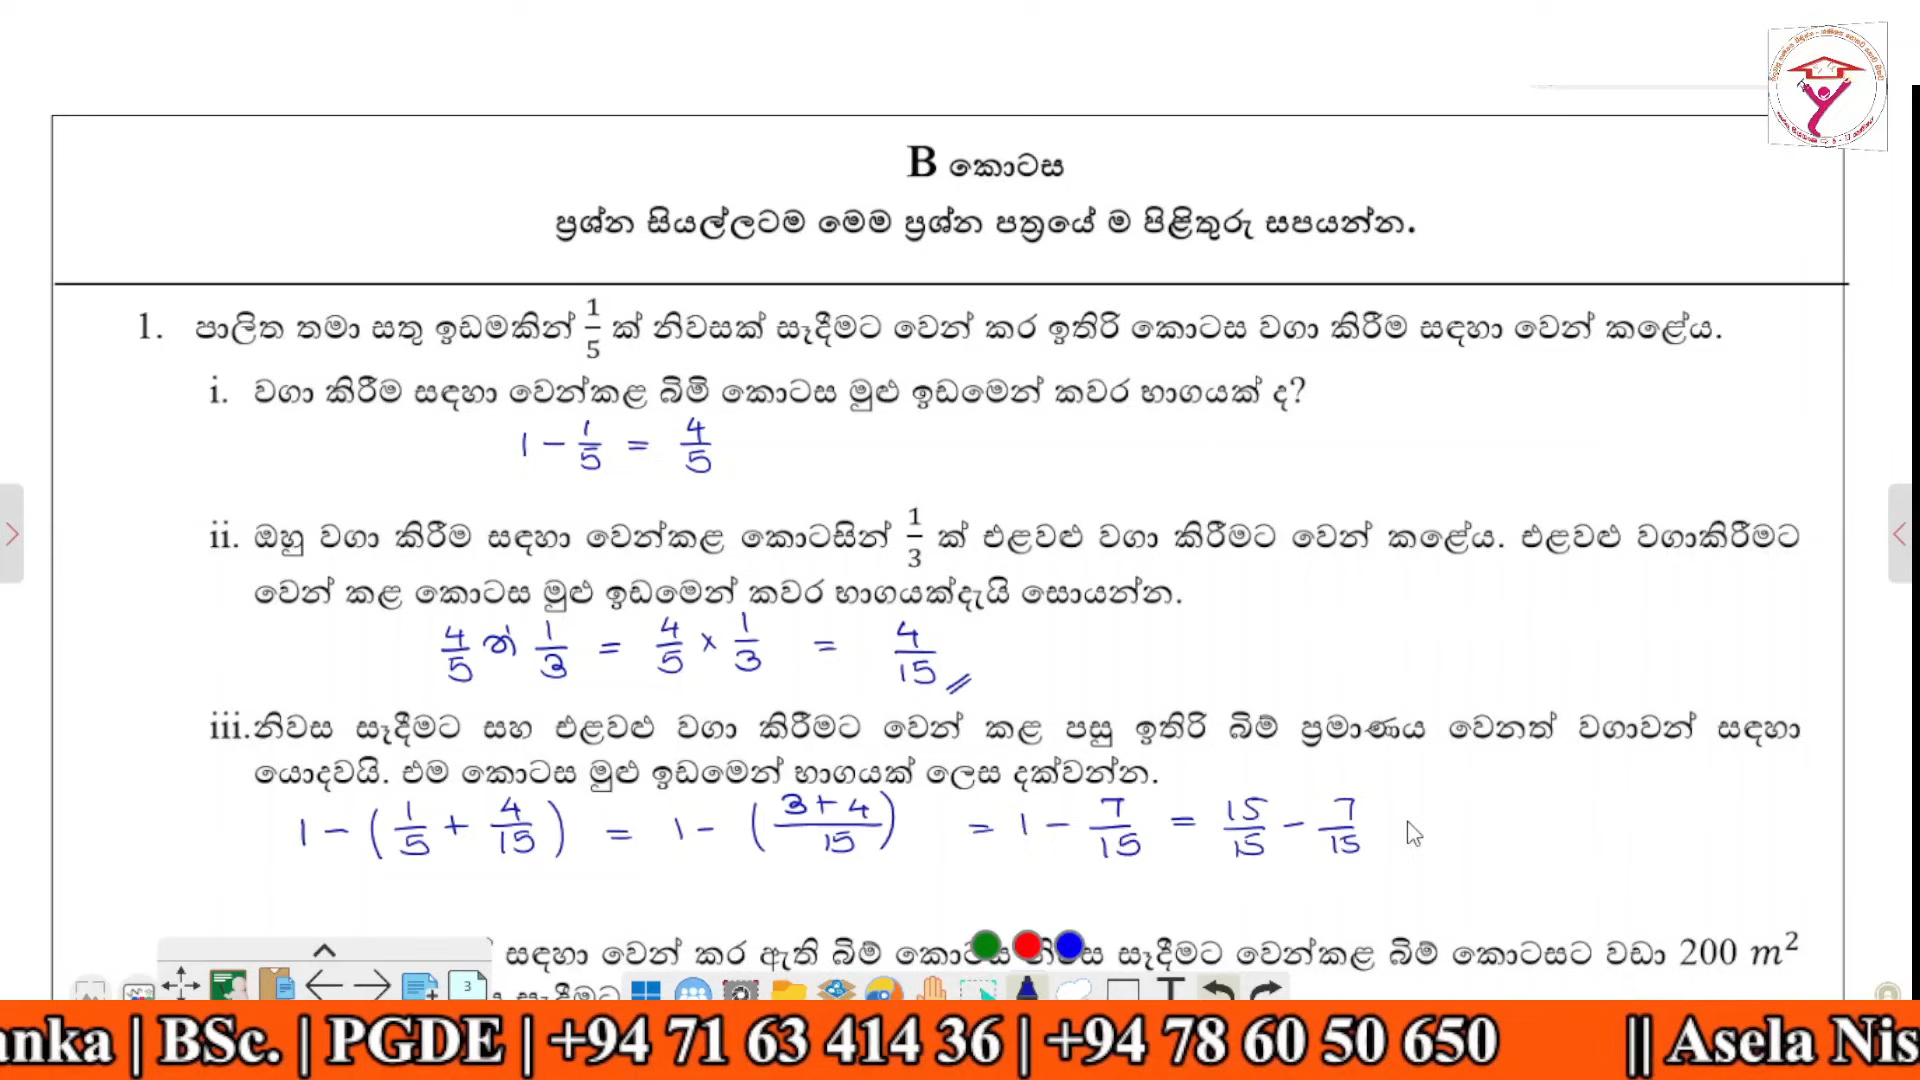 B කොටස
ප්‍රශ්න සියල්ලටම මෙම ප්‍රශ්න පත්‍රයේ ම පිළිතුරු සපයන්න.
1. පාලිත තමා සතු ඉඩමකින් 1/5 ක් නිවසක් සෑදීමට වෙන් කර ඉතිරි කොටස වගා කිරීම සඳහා වෙන් කළේය.
i. වගා කිරීම සඳහා වෙන්කළ බිම් කොටස මුළු ඉඩමෙන් කවර භාගයක් ද?
1 - 1/5 = 4/5
ii. ඔහු වගා කිරීම සඳහා වෙන්කළ කොටසින් 1/3 ක් එළවළු වගා කිරීමට වෙන් කළේය. එළවළු වගාකිරීමට
වෙන් කළ කොටස මුළු ඉඩමෙන් කවර භාගයක්දැයි සොයන්න.
4/5 න් 1/3 = 4/5 × 1/3 = 4/15
iii. නිවස සෑදීමට සහ එළවළු වගා කිරීමට වෙන් කළ පසු ඉතිරි බිම් ප්‍රමාණය වෙනත් වගාවන් සඳහා
යොදවයි. එම කොටස මුළු ඉඩමෙන් භාගයක් ලෙස දක්වන්න.
1 - (1/5 + 4/15) = 1 - (3+4/15) = 1 - 7/15 = 15/15 - 7/15
සඳහා වෙන් කර ඇති බිම් කොටස සෑදීමට වෙන්කළ බිම් කොටසට වඩා 200 m²
සෑදීමට
3
anka | BSc. | PGDE | +94 71 63 414 36 | +94 78 60 50 650 || Asela Nis